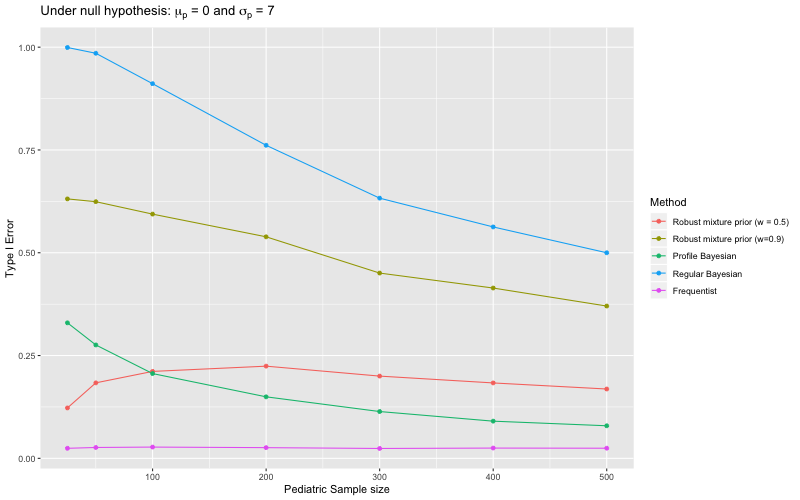 Under null hypothesis: μp = 0 and σp = 7
Type I Error
1.00
0.75
0.50
0.25
0.00
100 200 300 400 500
Pediatric Sample size
Method
Robust mixture prior (w = 0.5)
Robust mixture prior (w=0.9)
Profile Bayesian
Regular Bayesian
Frequentist